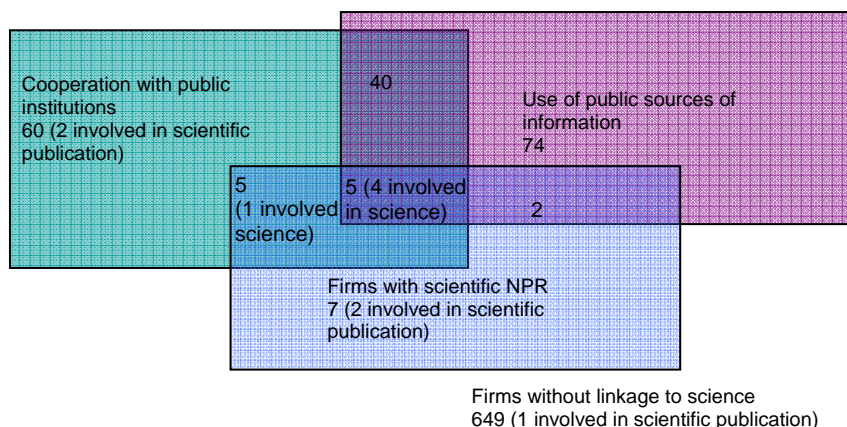 Cooperation with public
institutions
60 (2 involved in scientific
publication)
40
Use of public sources of
information
74
5
(1 involved
science)
5 (4 involved
in science)
2
Firms with scientific NPR
7 (2 involved in scientific
publication)
Firms without linkage to science
649 (1 involved in scientific publication)